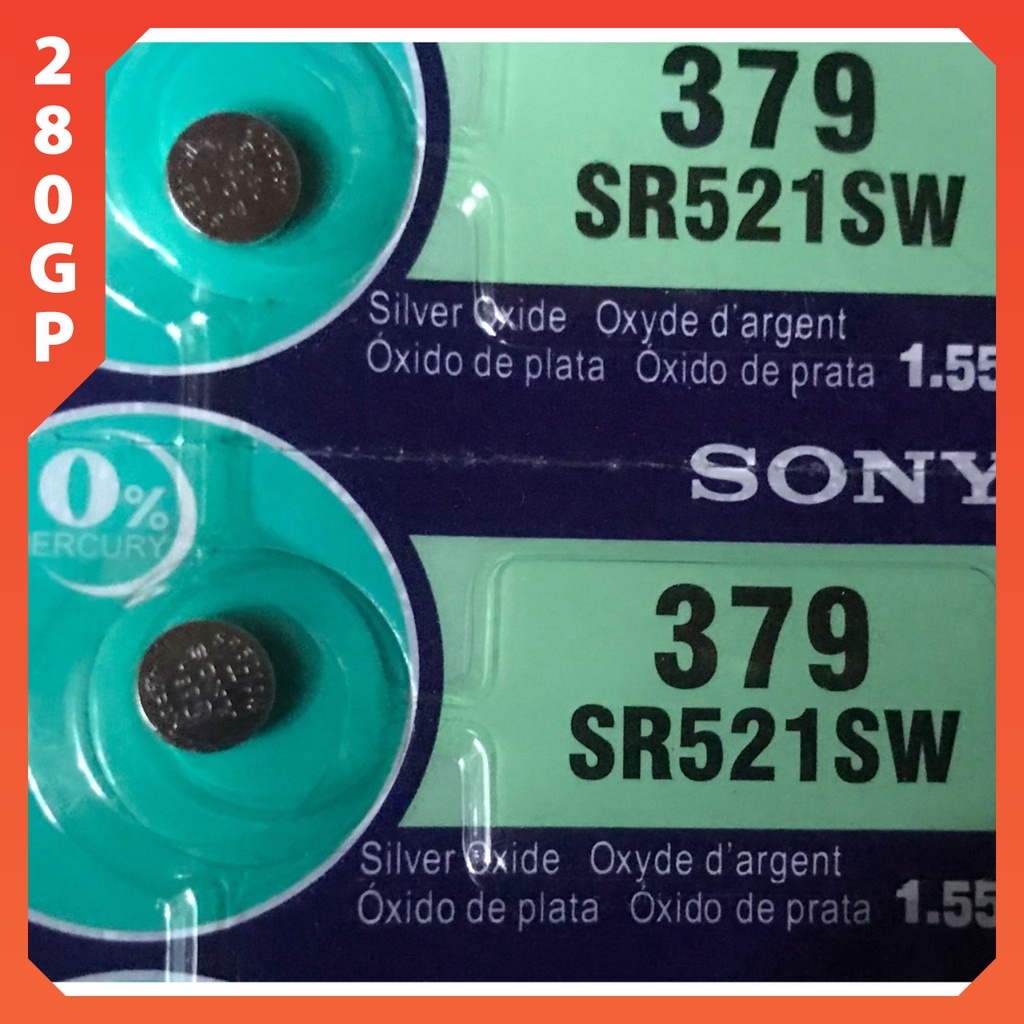 280GP
379
SR521SW
Silver Oxide Oxyde d'argent
Óxido de plata Óxido de prata 1.55
SONY
0%
ERCURY
379
SR521SW
Silver Oxide Oxyde d'argent
Óxido de plata Óxido de prata 1.55